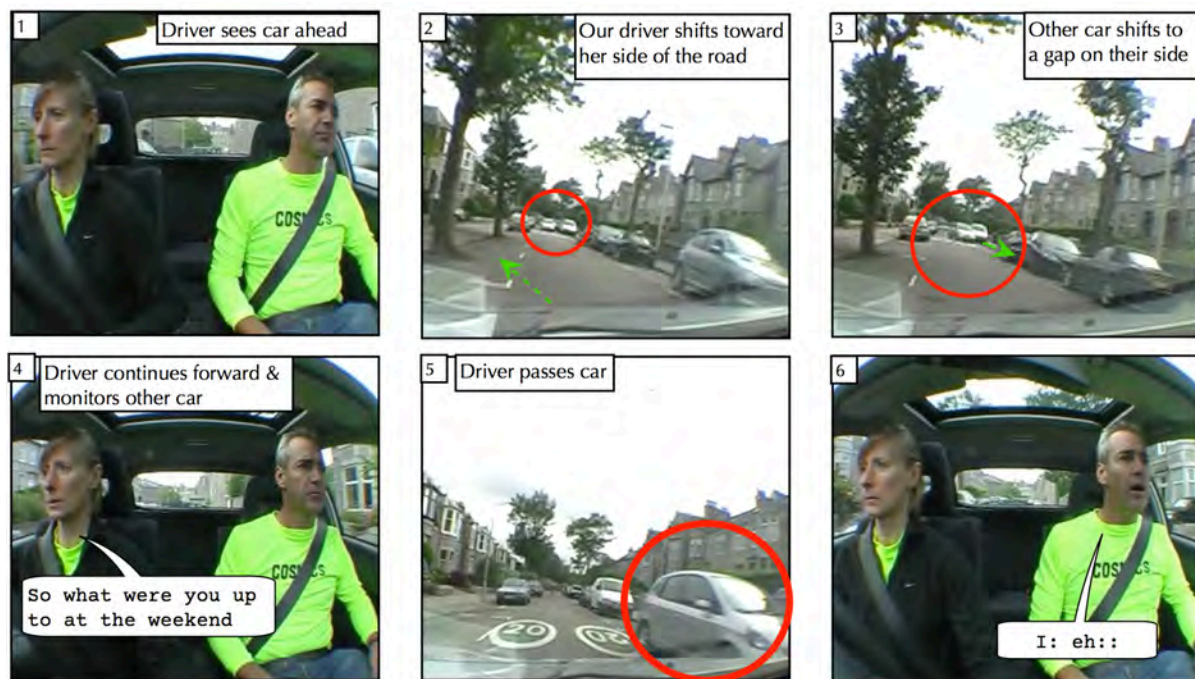 1
Driver sees car ahead
COSMICS
2
Our driver shifts toward
her side of the road
3
Other car shifts to
a gap on their side
4
Driver continues forward &
monitors other car
So what were you up
to at the weekend
5
Driver passes car
20
20
6
I: eh::